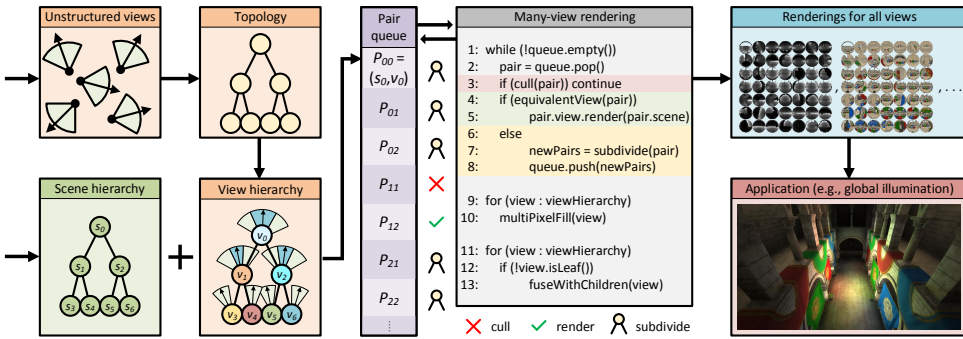 Unstructured views
Topology
Scene hierarchy
s0
s1
s2
s3 s4 s5 s6
+
View hierarchy
v0
v1
v2
v3 v4 v5 v6
Pair
queue
P00 =
(s0,v0)
P01
P02
P11
P12
P21
P22
...
Many-view rendering
1: while (!queue.empty())
2: pair = queue.pop()
3: if (cull(pair)) continue
4: if (equivalentView(pair))
5: pair.view.render(pair.scene)
6: else
7: newPairs = subdivide(pair)
8: queue.push(newPairs)
9: for (view : viewHierarchy)
10: multiPixelFill(view)
11: for (view : viewHierarchy)
12: if (!view.isLeaf())
13: fuseWithChildren(view)
cull render subdivide
Renderings for all views
, , ...
Application (e.g., global illumination)